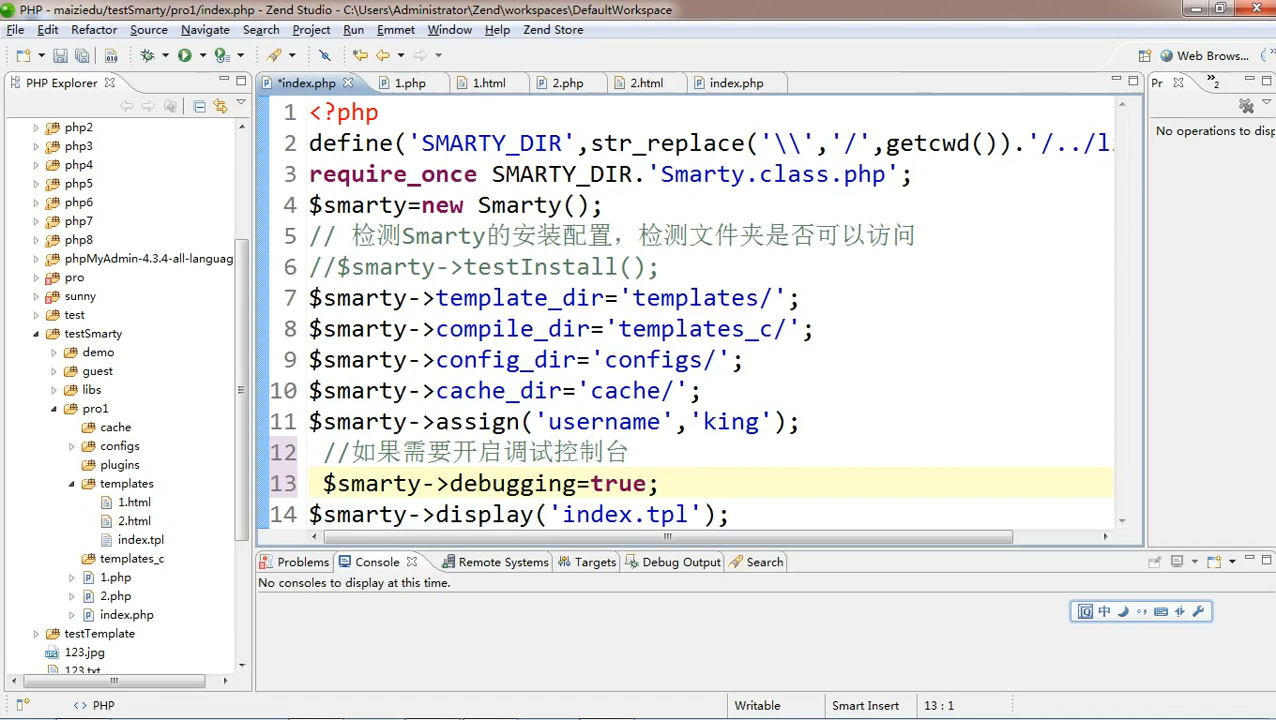 PHP - maiziedu/testSmarty/pro1/index.php - Zend Studio - C:\Users\Administrator\Zend\workspaces\DefaultWorkspace
File Edit Refactor Source Navigate Search Project Run Emmet Window Help Zend Store
Web Brows...
PHP Explorer
*index.php 1.php 1.html 2.php 2.html index.php
Pr
2
No operations to disp
php2
php3
php4
php5
php6
php7
php8
phpMyAdmin-4.3.4-all-languag
pro
sunny
test
testSmarty
demo
guest
libs
pro1
cache
configs
plugins
templates
1.html
2.html
index.tpl
templates_c
1.php
2.php
index.php
testTemplate
123.jpg
123.txt
1 <?php
2 define('SMARTY_DIR',str_replace('\\','/',getcwd()).'/../l
3 require_once SMARTY_DIR.'Smarty.class.php';
4 $smarty=new Smarty();
5 // 检测Smarty的安装配置，检测文件夹是否可以访问
6 //$smarty->testInstall();
7 $smarty->template_dir='templates/';
8 $smarty->compile_dir='templates_c/';
9 $smarty->config_dir='configs/';
10 $smarty->cache_dir='cache/';
11 $smarty->assign('username','king');
12 //如果需要开启调试控制台
13 $smarty->debugging=true;
14 $smarty->display('index.tpl');
Problems Console Remote Systems Targets Debug Output Search
No consoles to display at this time.
中
<> PHP
Writable Smart Insert 13 : 1